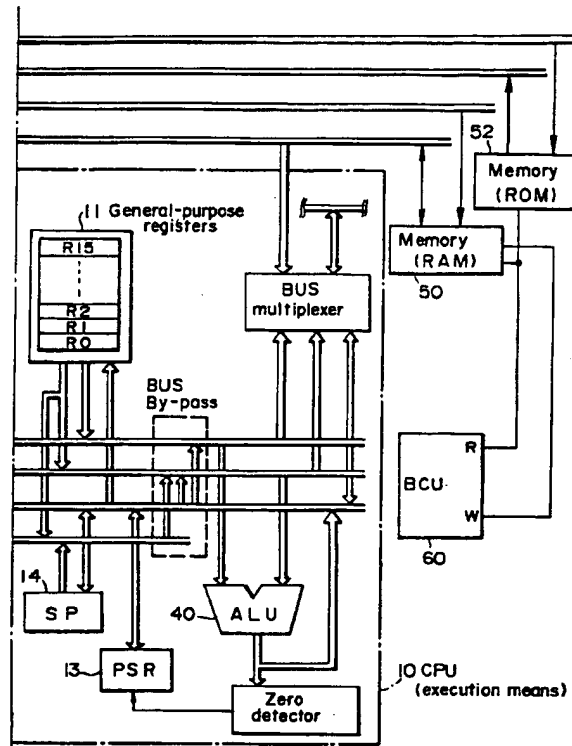 52
Memory
(ROM)
11 General-purpose
registers
R15
R2
R1
R0
Memory
(RAM)
50
BUS
multiplexer
BUS
By-pass
R
BCU
W
60
14
SP
40
ALU
13
PSR
10 CPU
(execution means)
Zero
detector